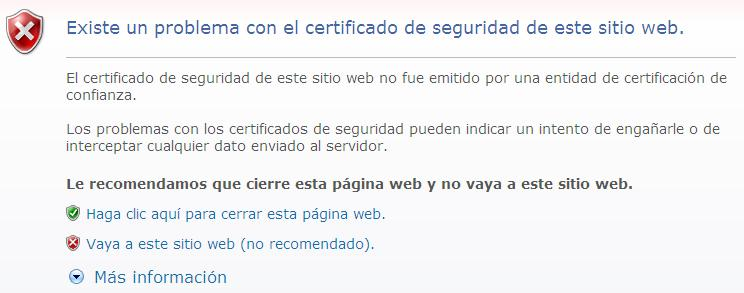 Existe un problema con el certificado de seguridad de este sitio web.
El certificado de seguridad de este sitio web no fue emitido por una entidad de certificación de
confianza.
Los problemas con los certificados de seguridad pueden indicar un intento de engañarle o de
interceptar cualquier dato enviado al servidor.
Le recomendamos que cierre esta página web y no vaya a este sitio web.
Haga clic aquí para cerrar esta página web.
Vaya a este sitio web (no recomendado).
Más información